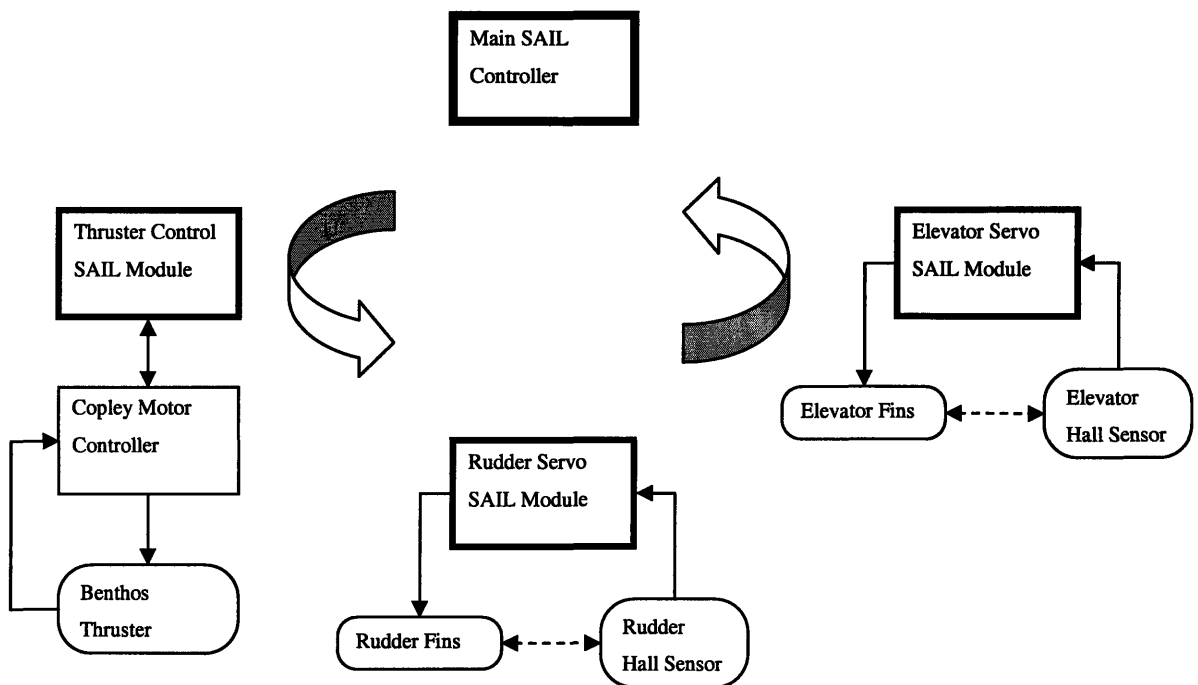 Main SAIL
Controller
Thruster Control
SAIL Module
Elevator Servo
SAIL Module
Copley Motor
Controller
Elevator Fins
Elevator
Hall Sensor
Rudder Servo
SAIL Module
Benthos
Thruster
Rudder Fins
Rudder
Hall Sensor